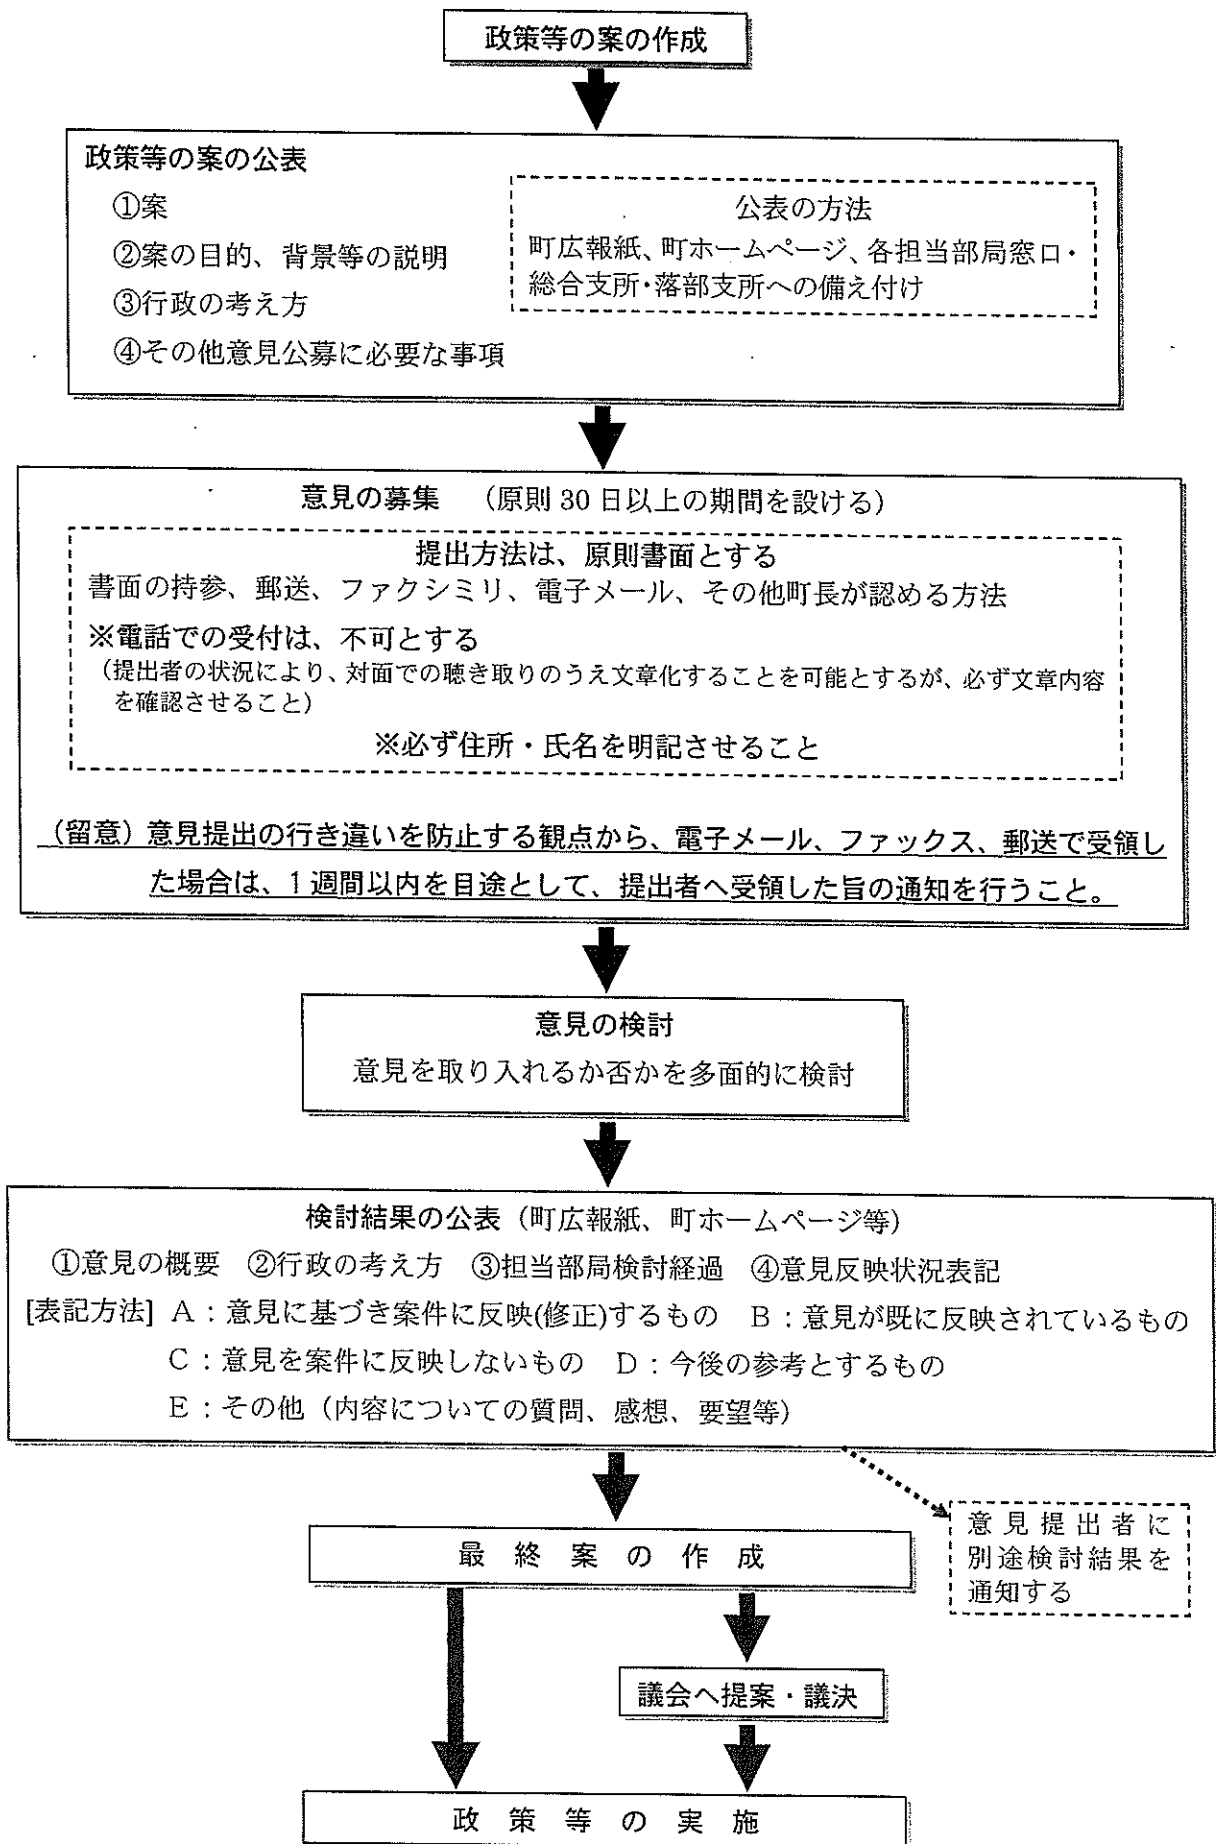 政策等の案の作成
政策等の案の公表
①案
②案の目的、背景等の説明
③行政の考え方
④その他意見公募に必要な事項
公表の方法
町広報紙、町ホームページ、各担当部局窓口・
総合支所・落部支所への備え付け
意見の募集 （原則 30 日以上の期間を設ける）
提出方法は、原則書面とする
書面の持参、郵送、ファクシミリ、電子メール、その他町長が認める方法
※電話での受付は、不可とする
（提出者の状況により、対面での聴き取りのうえ文章化することを可能とするが、必ず文章内容
を確認させること）
※必ず住所・氏名を明記させること
（留意）意見提出の行き違いを防止する観点から、電子メール、ファックス、郵送で受領し
た場合は、1 週間以内を目途として、提出者へ受領した旨の通知を行うこと。
意見の検討
意見を取り入れるか否かを多面的に検討
検討結果の公表（町広報紙、町ホームページ等）
①意見の概要 ②行政の考え方 ③担当部局検討経過 ④意見反映状況表記
[表記方法] A：意見に基づき案件に反映(修正)するもの B：意見が既に反映されているもの
C：意見を案件に反映しないもの D：今後の参考とするもの
E：その他（内容についての質問、感想、要望等）
意見提出者に
別途検討結果を
通知する
最終案の作成
議会へ提案・議決
政策等の実施